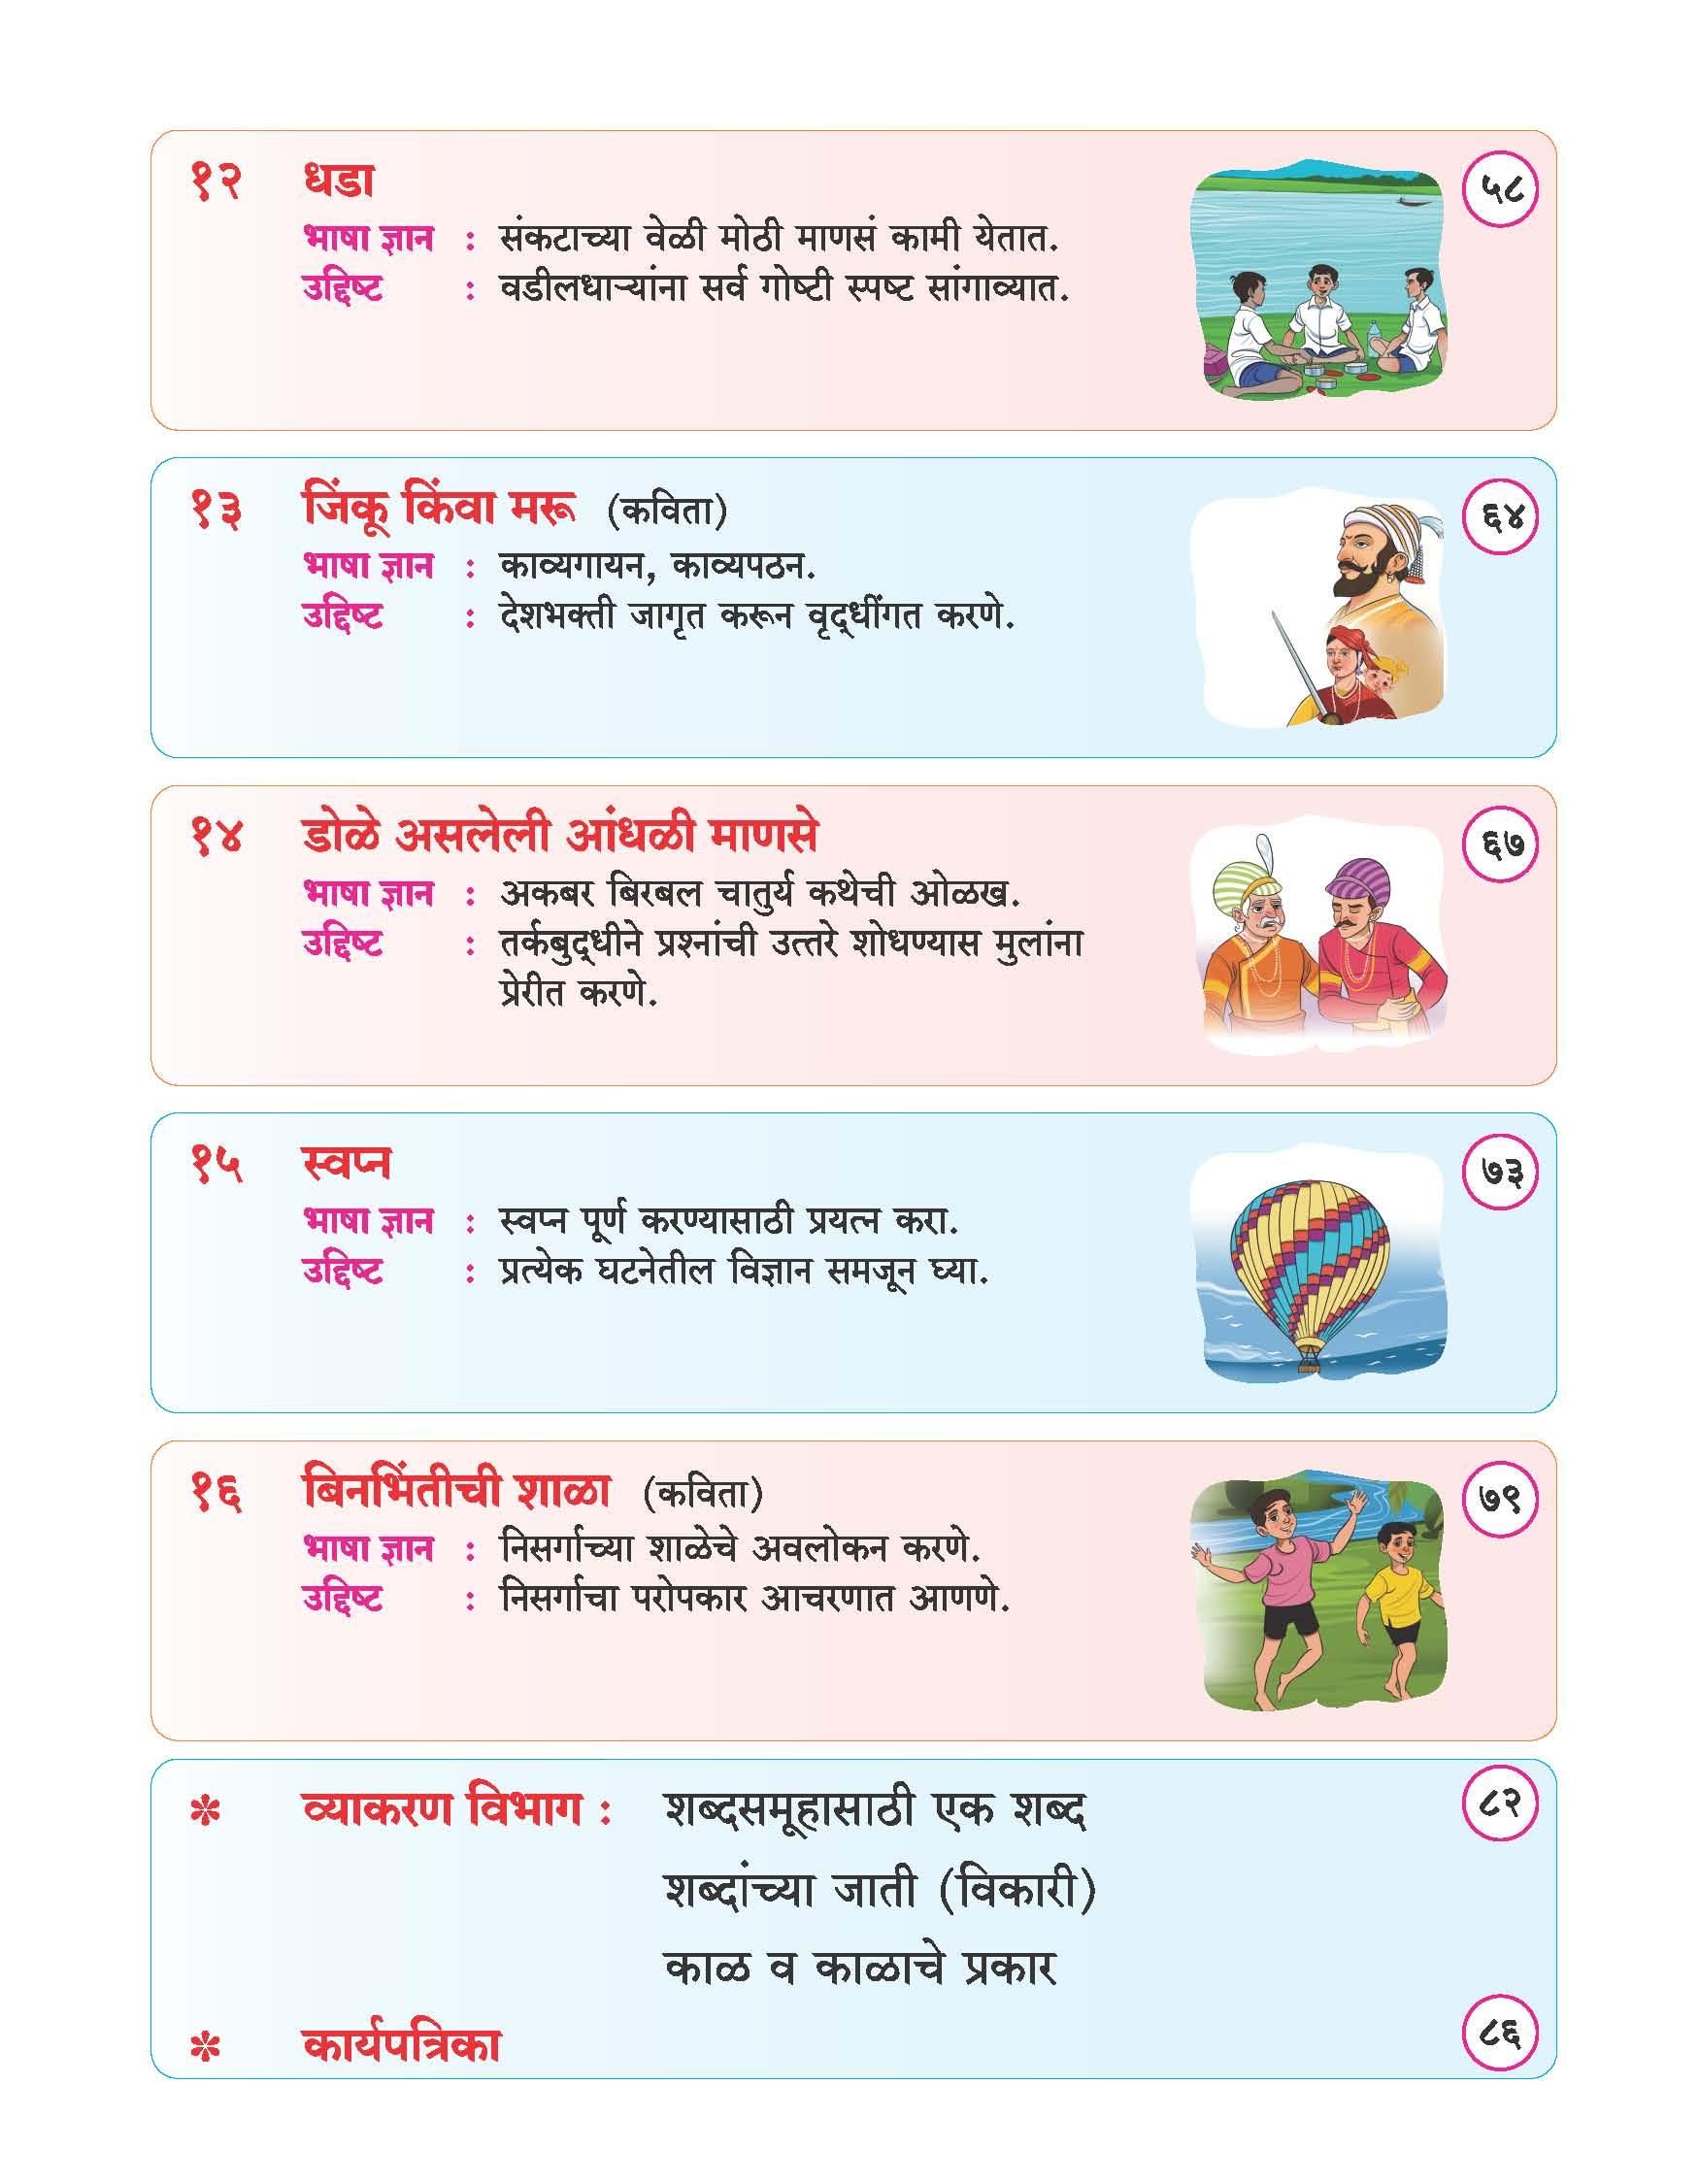 १२ धडा ५८
भाषा ज्ञान : संकटाच्या वेळी मोठी माणसं कामी येतात.
उद्दिष्ट : वडीलधाऱ्यांना सर्व गोष्टी स्पष्ट सांगाव्यात.
१३ जिंकू किंवा मरू (कविता) ६४
भाषा ज्ञान : काव्यगायन, काव्यपठन.
उद्दिष्ट : देशभक्ती जागृत करून वृद्धींगत करणे.
१४ डोळे असलेली आंधळी माणसे ६७
भाषा ज्ञान : अकबर बिरबल चातुर्य कथेची ओळख.
उद्दिष्ट : तर्कबुद्धीने प्रश्नांची उत्तरे शोधण्यास मुलांना
प्रेरीत करणे.
१५ स्वप्न ७३
भाषा ज्ञान : स्वप्न पूर्ण करण्यासाठी प्रयत्न करा.
उद्दिष्ट : प्रत्येक घटनेतील विज्ञान समजून घ्या.
१६ बिनभिंतीची शाळा (कविता) ७९
भाषा ज्ञान : निसर्गाच्या शाळेचे अवलोकन करणे.
उद्दिष्ट : निसर्गाचा परोपकार आचरणात आणणे.
* व्याकरण विभाग : शब्दसमूहासाठी एक शब्द ८२
शब्दांच्या जाती (विकारी)
काळ व काळाचे प्रकार
* कार्यपत्रिका ८६